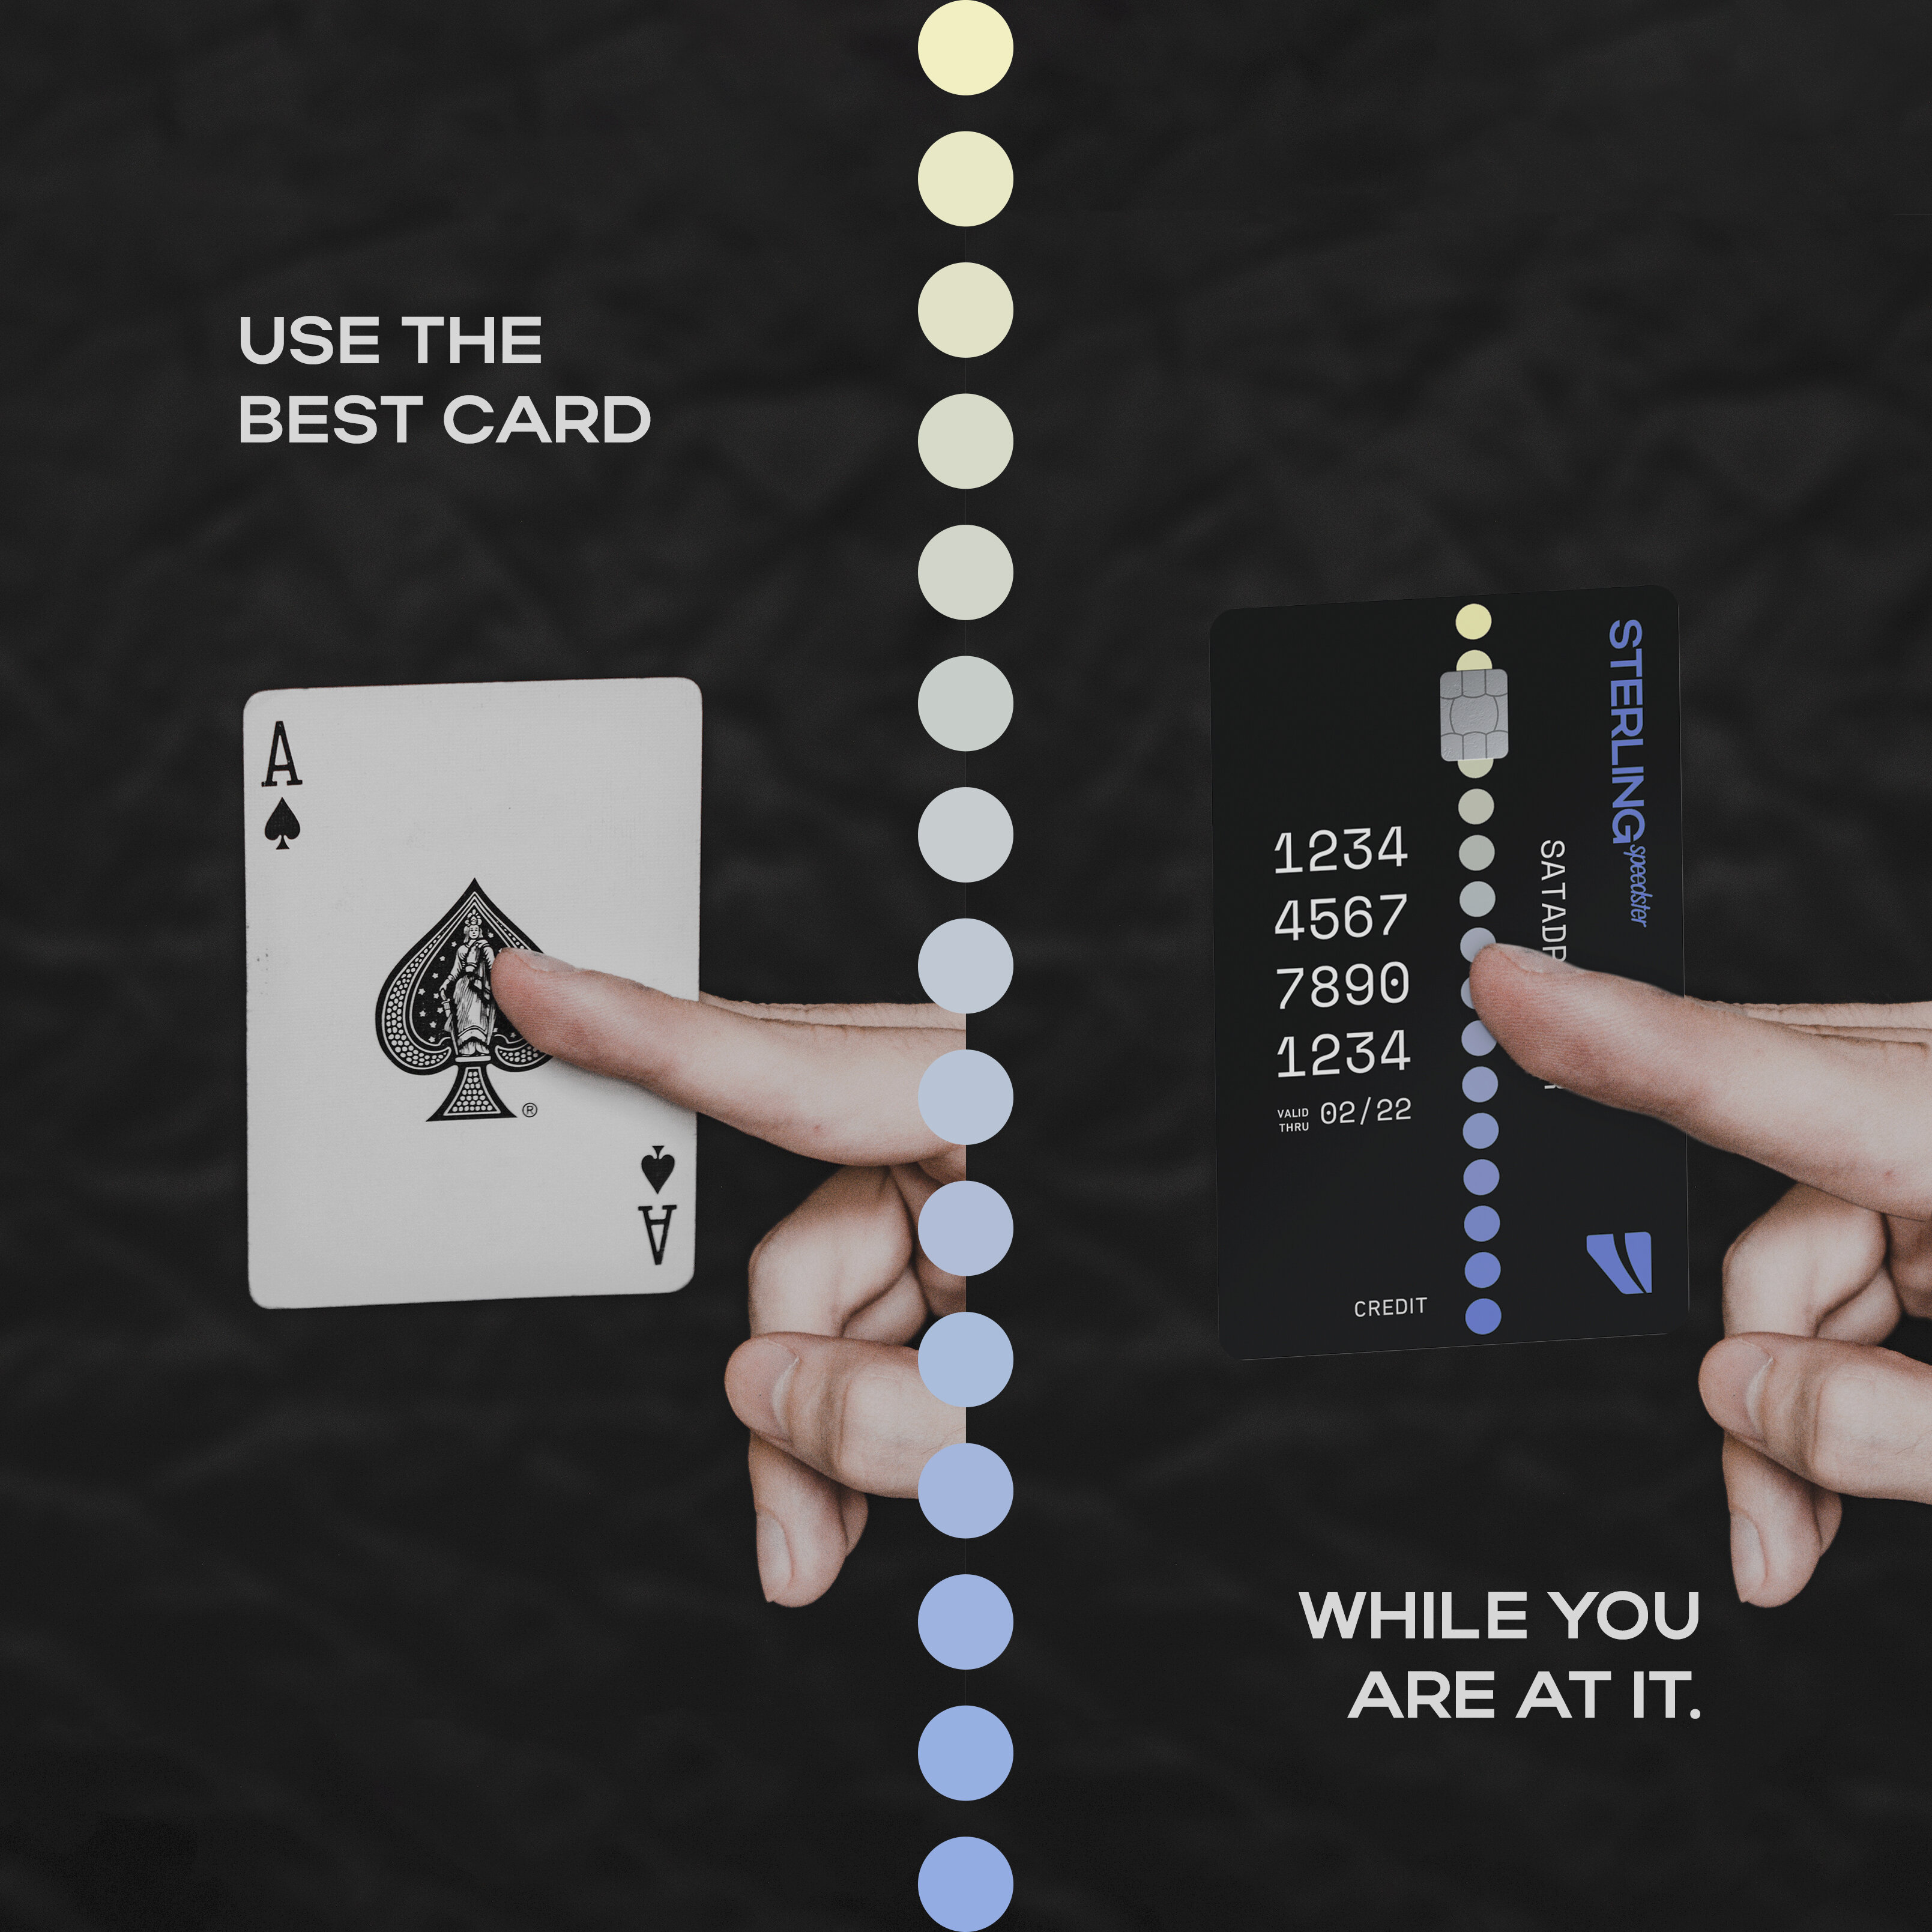 USE THE
BEST CARD
A
®
A
STERLING speedster
1234
4567
7890
1234
VALID
THRU 02/22
CREDIT
WHILE YOU
ARE AT IT.